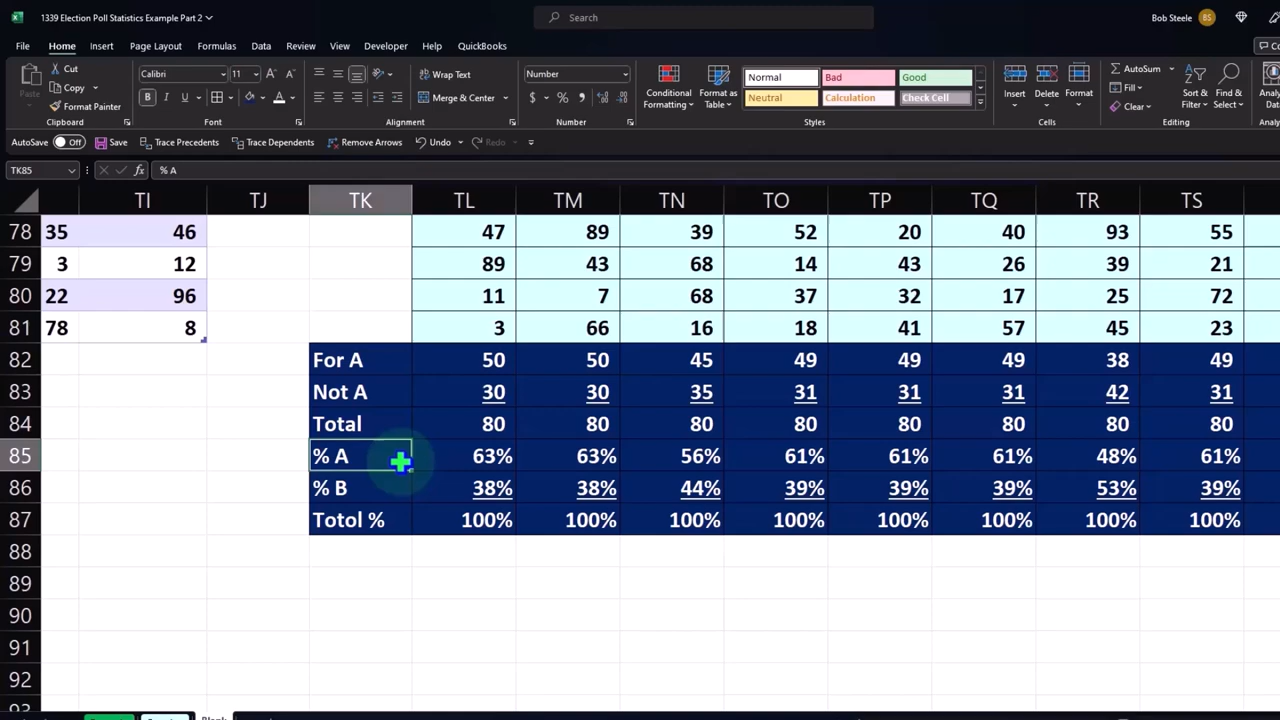 1339 Election Poll Statistics Example Part 2
Search
Bob Steele BS
File Home Insert Page Layout Formulas Data Review View Developer Help QuickBooks
Paste Cut Copy Format Painter Clipboard
Calibri 11 Font
Wrap Text Merge & Center Alignment
Number Number
Conditional Formatting Format as Table Normal Bad Good Neutral Calculation Check Cell Styles
Insert Delete Format Cells
AutoSum Fill Clear Sort & Filter Find & Select Editing
AutoSave Off Save Trace Precedents Trace Dependents Remove Arrows Undo Redo
TK85 fx % A
TI TJ TK TL TM TN TO TP TQ TR TS
78 35 46 47 89 39 52 20 40 93 55
79 3 12 89 43 68 14 43 26 39 21
80 22 96 11 7 68 37 32 17 25 72
81 78 8 3 66 16 18 41 57 45 23
82 For A 50 50 45 49 49 49 38 49
83 Not A 30 30 35 31 31 31 42 31
84 Total 80 80 80 80 80 80 80 80
85 % A 63% 63% 56% 61% 61% 61% 48% 61%
86 % B 38% 38% 44% 39% 39% 39% 53% 39%
87 Totol % 100% 100% 100% 100% 100% 100% 100% 100%
88
89
90
91
92